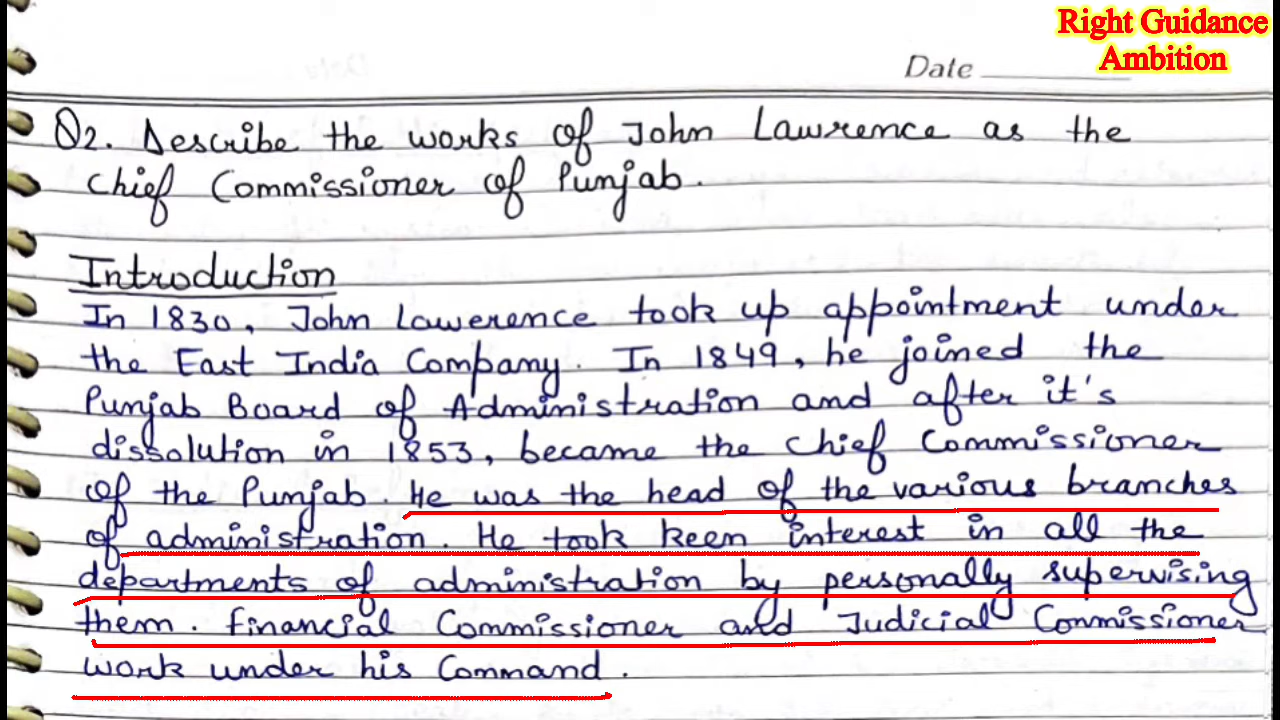 Right Guidance
Ambition
Date
Q2. Describe the works of John Lawrence as the
Chief Commissioner of Punjab.
Introduction
In 1830, John Lawerence took up appointment under
the East India Company. In 1849, he joined the
Punjab Board of Administration and after it's
dissolution in 1853, became the Chief Commissioner
of the Punjab. He was the head of the various branches
of administration. He took keen interest in all the
departments of administration by personally supervising
them. Financial Commissioner and Judicial Commissioner
work under his Command.